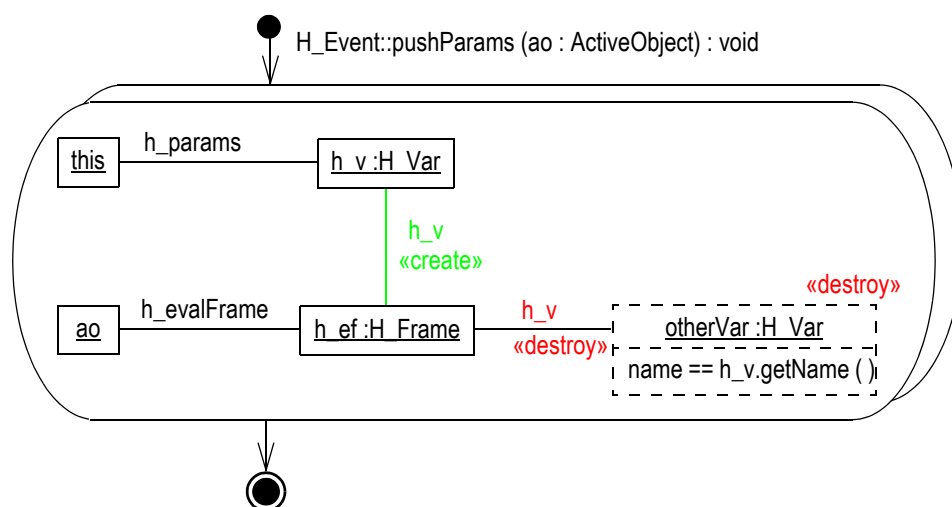 H_Event::pushParams (ao : ActiveObject) : void
this
h_params
h_v :H_Var
h_v
«create»
«destroy»
ao
h_evalFrame
h_ef :H_Frame
h_v
«destroy»
otherVar :H_Var
name == h_v.getName ( )